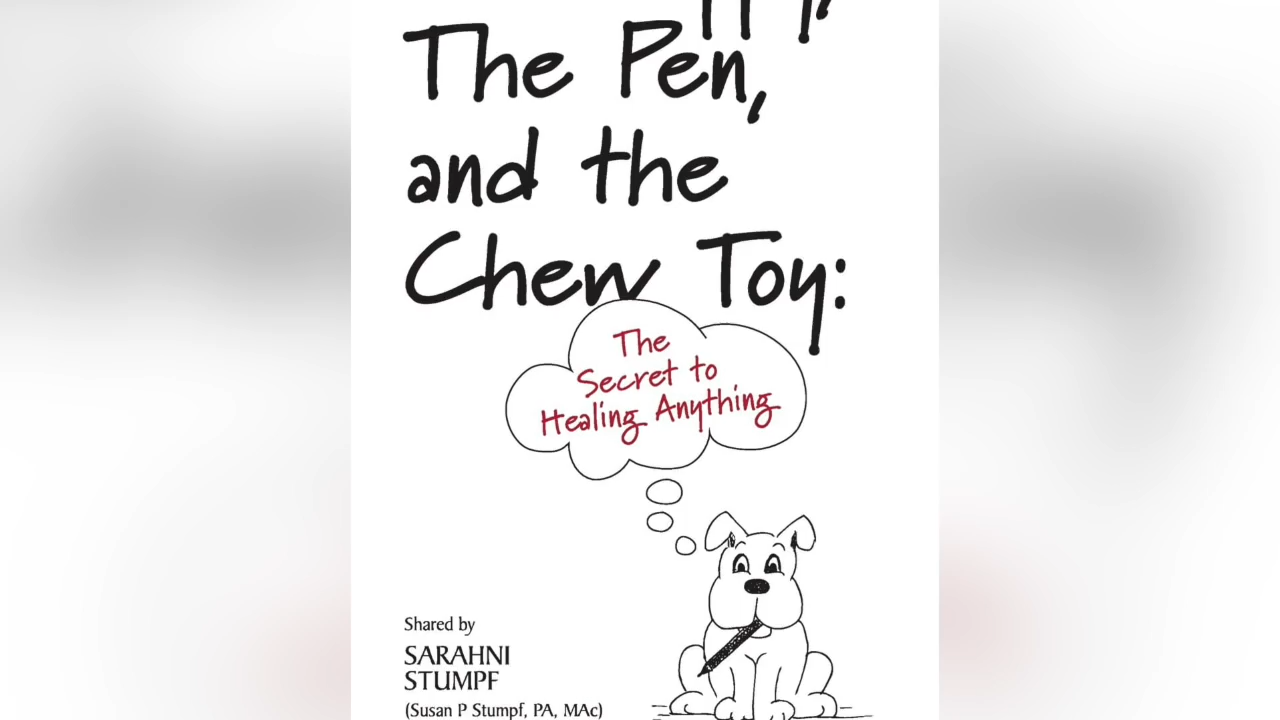 The Pen,
and the
Chew Toy:
The
Secret to
Healing Anything
Shared by
SARAHNI
STUMPF
(Susan P Stumpf, PA, MAc)